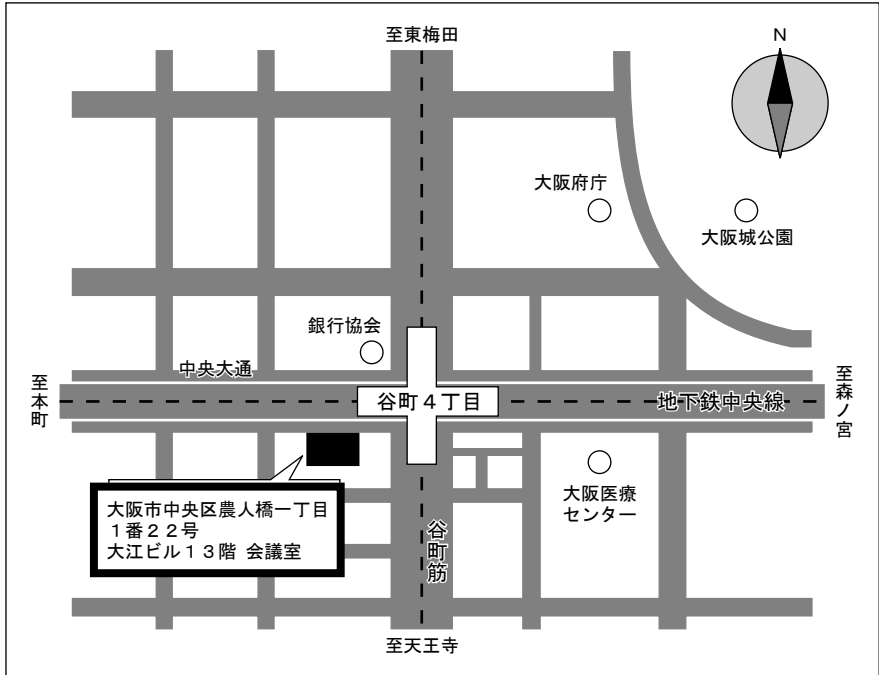 至東梅田
N
大阪府庁
大阪城公園
銀行協会
中央大通
至本町
谷町４丁目
地下鉄中央線
至森ノ宮
大阪市中央区農人橋一丁目
１番２２号
大江ビル１３階 会議室
谷町筋
大阪医療
センター
至天王寺